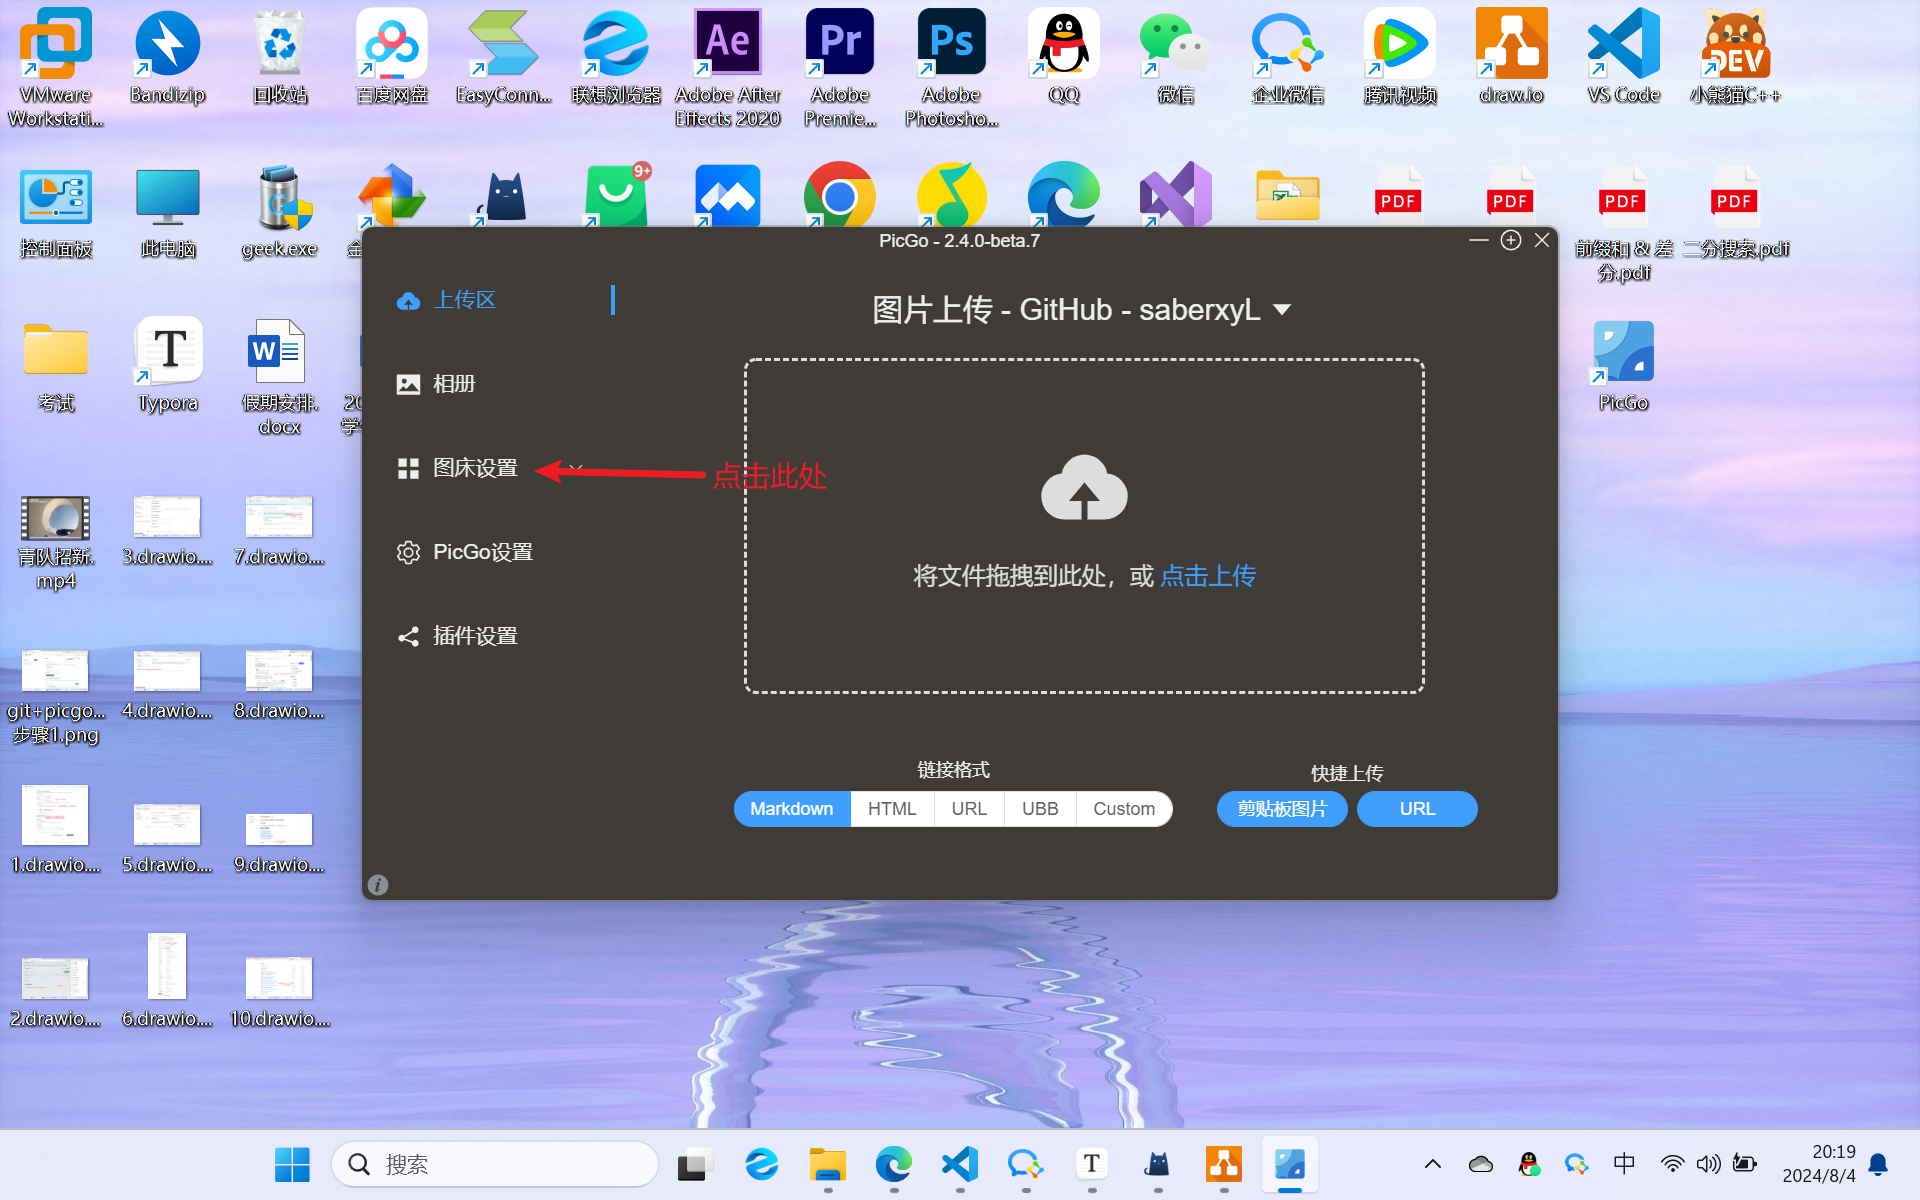 VMware
Workstati...
Bandizip
回收站
百度网盘
EasyConn...
联想浏览器
Ae
Adobe After
Effects 2020
Pr
Adobe
Premie...
Ps
Adobe
Photosho...
QQ
微信
企业微信
腾讯视频
draw.io
VS Code
DEV
小熊猫C++
控制面板
此电脑
geek.exe
金
9+
PDF
PDF
PDF
前缀和 & 差
分.pdf
PDF
二分搜索.pdf
考试
T
Typora
W
假期安排.
docx
20
学
PicGo
青队招新.
mp4
3.drawio....
7.drawio....
git+picgo...
步骤1.png
4.drawio....
8.drawio....
1.drawio....
5.drawio....
9.drawio....
2.drawio....
6.drawio....
10.drawio....
PicGo - 2.4.0-beta.7
上传区
相册
图床设置
PicGo设置
插件设置
点击此处
图片上传 - GitHub - saberxyL
将文件拖拽到此处，或 点击上传
链接格式
Markdown
HTML
URL
UBB
Custom
快捷上传
剪贴板图片
URL
i
搜索
T
中
20:19
2024/8/4